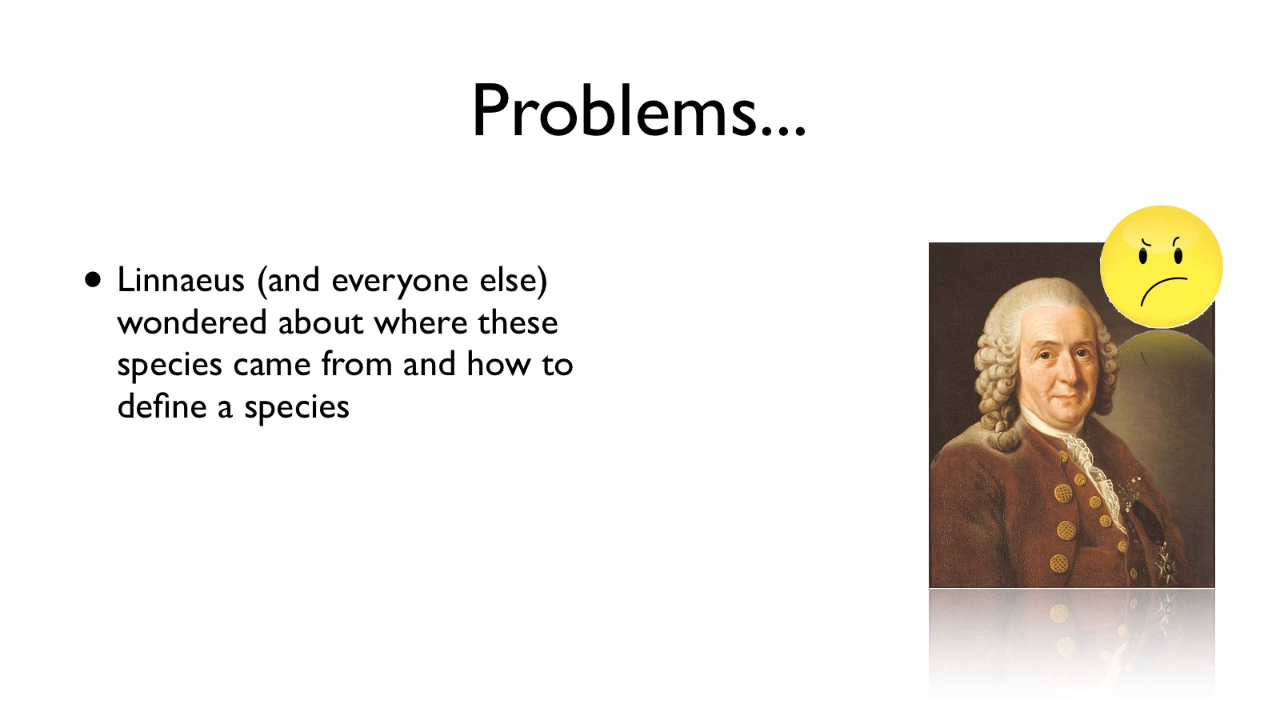 Problems...
• Linnaeus (and everyone else)
wondered about where these
species came from and how to
define a species